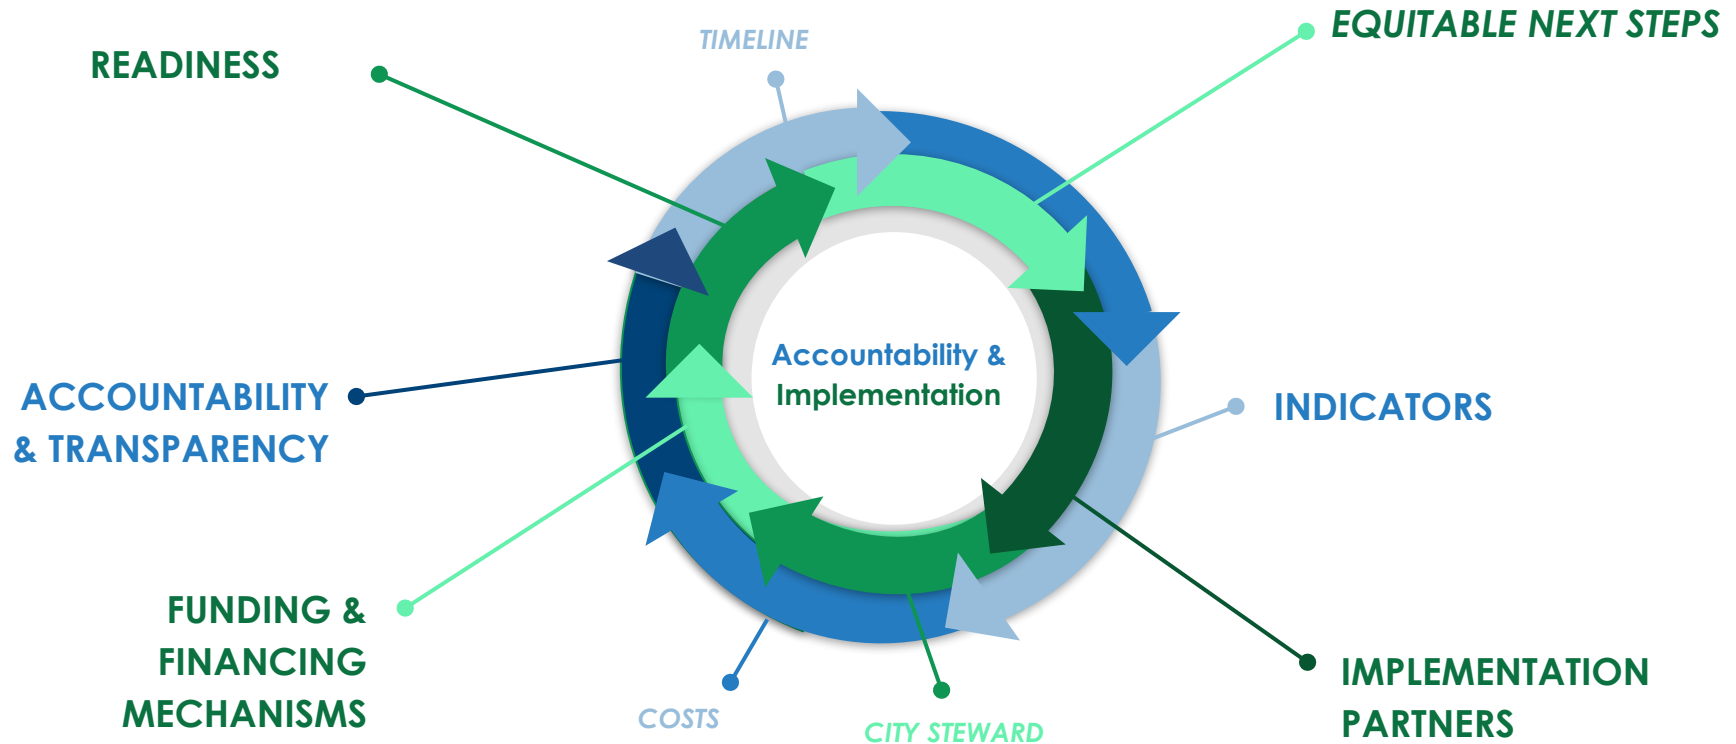 EQUITABLE NEXT STEPS
TIMELINE
READINESS
Accountability &
Implementation
ACCOUNTABILITY
& TRANSPARENCY
INDICATORS
FUNDING &
FINANCING
MECHANISMS
COSTS
CITY STEWARD
IMPLEMENTATION
PARTNERS